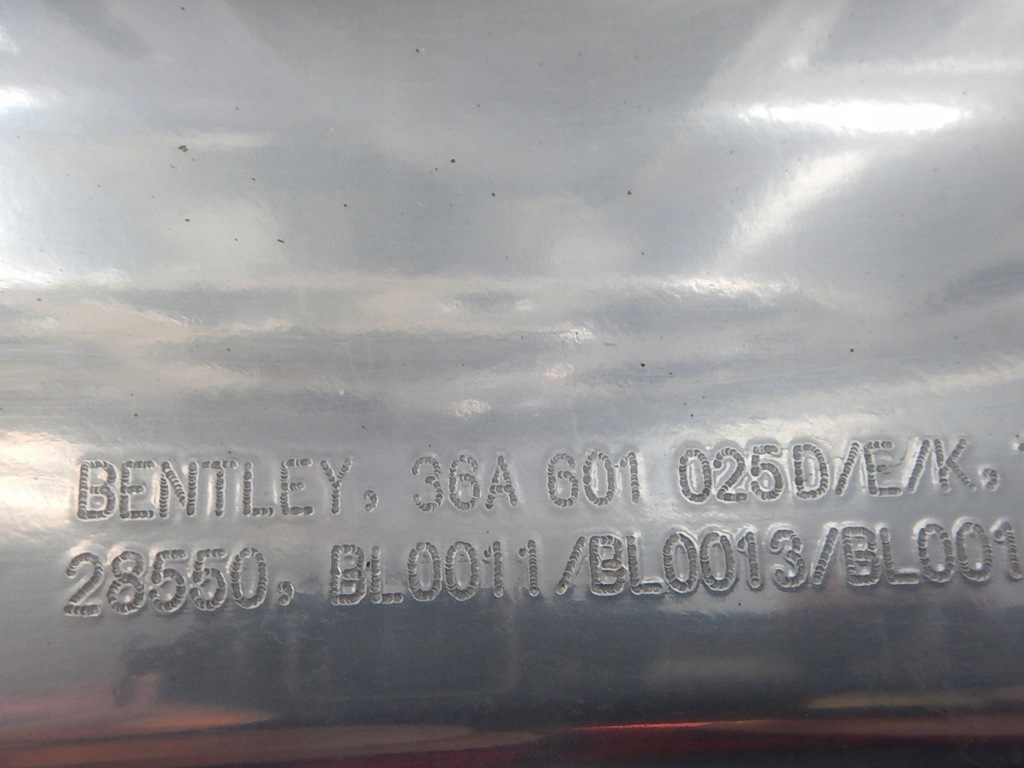 BENTLEY, 36A 601 025D/E/K,
28550, BL0011/BL0013/BL001